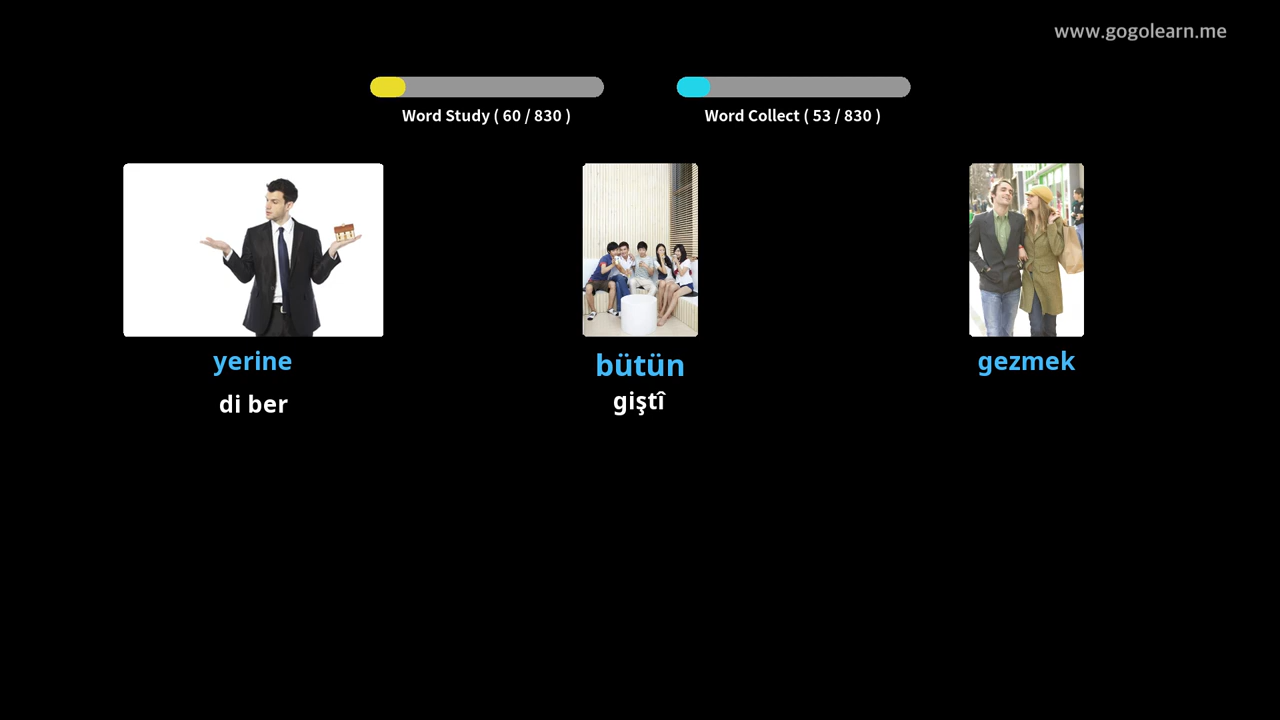 www.gogolearn.me
Word Study ( 60 / 830 )
Word Collect ( 53 / 830 )
yerine
bütün
gezmek
di ber
giştî